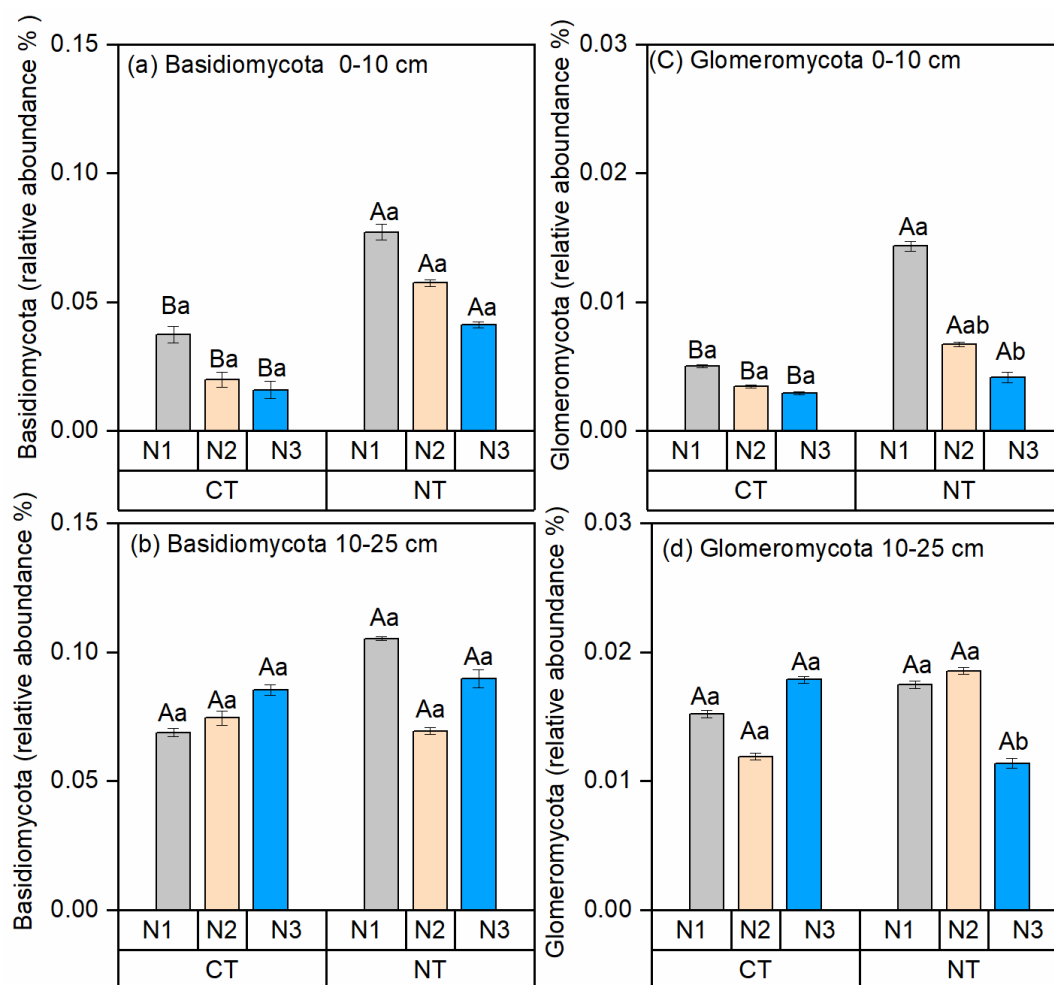 Basidiomycota (ralative aboundance %)
0.15
0.10
0.05
0.00
(a) Basidiomycota 0-10 cm
Ba
Ba
Ba
Aa
Aa
Aa
N1 N2 N3 N1 N2 N3
CT NT
Glomeromycota (relative aboundance %)
0.03
0.02
0.01
0.00
(C) Glomeromycota 0-10 cm
Ba
Ba
Ba
Aa
Aab
Ab
N1 N2 N3 N1 N2 N3
CT NT
Basidiomycota (relative aboundance %)
0.15
0.10
0.05
0.00
(b) Basidiomycota 10-25 cm
Aa
Aa
Aa
Aa
Aa
Aa
N1 N2 N3 N1 N2 N3
CT NT
Glomeromycota (relative aboundance %)
0.03
0.02
0.01
0.00
(d) Glomeromycota 10-25 cm
Aa
Aa
Aa
Aa
Aa
Ab
N1 N2 N3 N1 N2 N3
CT NT